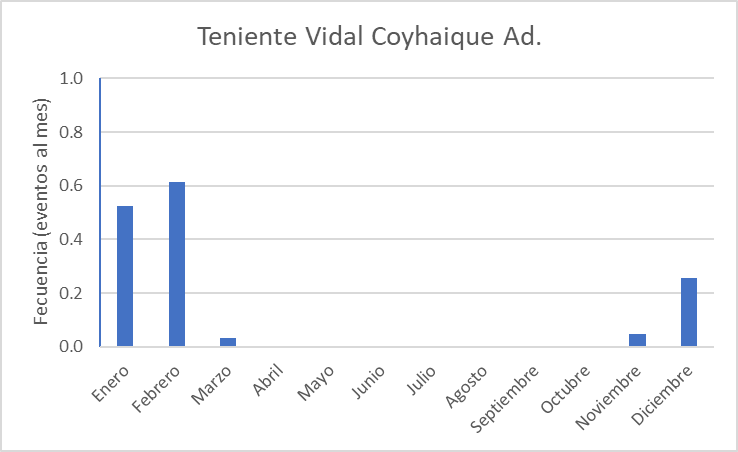 Teniente Vidal Coyhaique Ad.
Fecuencia (eventos al mes)
1.0
0.8
0.6
0.4
0.2
0.0
Enero
Febrero
Marzo
Abril
Mayo
Junio
Julio
Agosto
Septiembre
Octubre
Noviembre
Diciembre